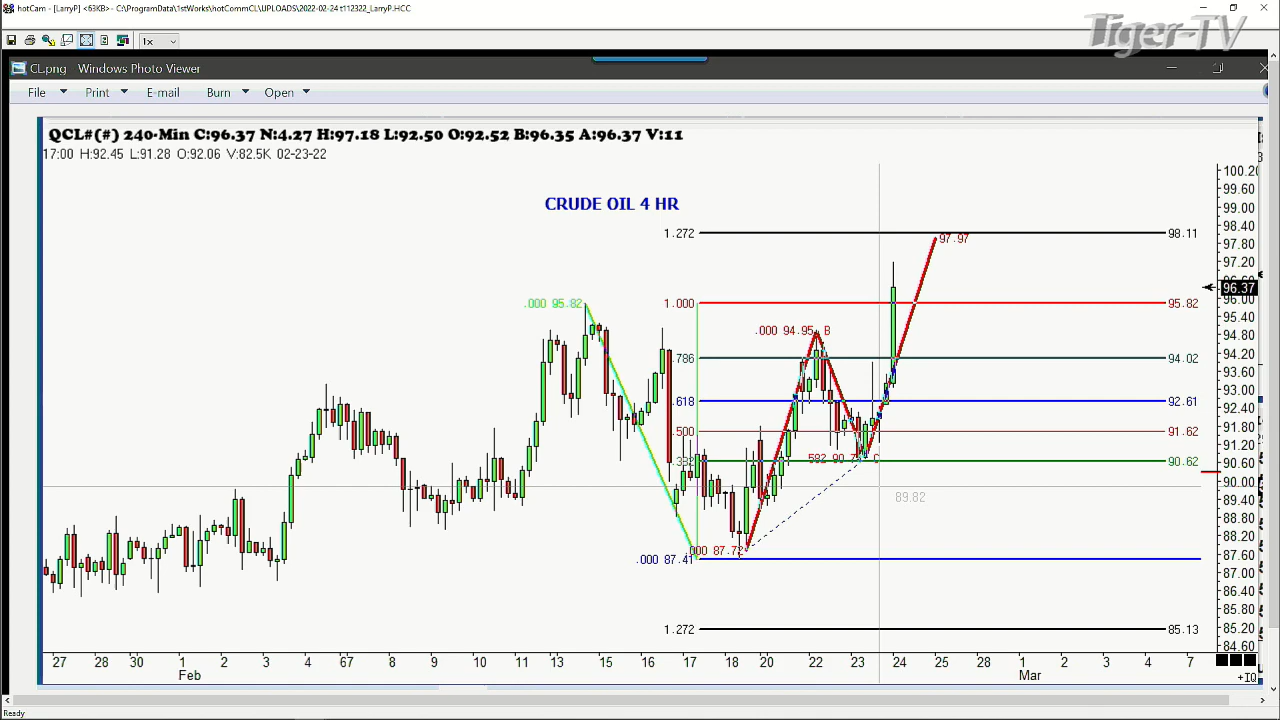 hotCam - [LarryP] <63KB> - C:\ProgramData\1stWorks\hotCommCL\UPLOADS\2022-02-24 t112322_LarryP.HCC
1x
Tiger-TV
CL.png - Windows Photo Viewer
File Print E-mail Burn Open
QCL#(#) 240-Min C:96.37 N:4.27 H:97.18 L:92.50 O:92.52 B:96.35 A:96.37 V:11
17:00 H:92.45 L:91.28 O:92.06 V:82.5K 02-23-22
CRUDE OIL 4 HR
100.20
99.60
99.00
98.40
97.80
97.20
96.37
96.00
95.40
94.80
94.20
93.60
93.00
92.40
91.80
91.20
90.60
90.00
89.40
88.80
88.20
87.60
87.00
86.40
85.80
85.20
84.60
1.272 98.11
97.97
.000 95.82 1.000 95.82
.000 94.95 B
.786 94.02
.618 92.61
.500 91.62
90.62
C
89.82
.000 87.72
.000 87.41
1.272 85.13
27 28 30 1 2 3 4 67 8 9 10 11 13 15 16 17 18 20 22 23 24 25 28 1 2 3 4 7
Feb Mar
+IQ
Ready